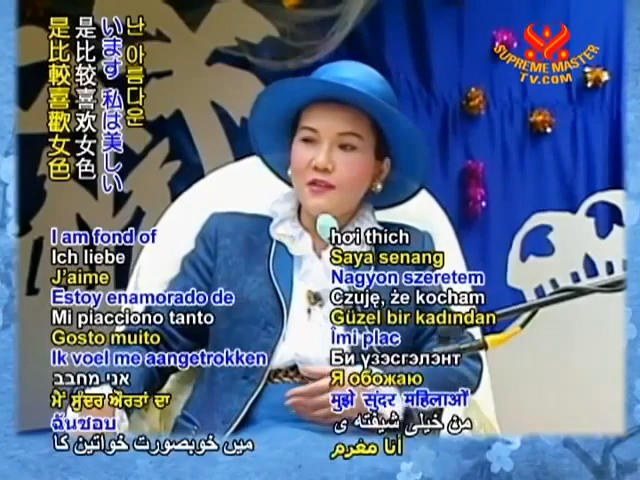 SUPREME MASTER
TV.COM
난 아름다운
います 私は美しい
是比较喜欢女色
是比較喜歡女色
I am fond of
Ich liebe
J'aime
Estoy enamorado de
Mi piacciono tanto
Gosto muito
Ik voel me aangetrokken
אני מחבב
ਮੈਂ ਸੁੰਦਰ ਔਰਤਾਂ ਦਾ
ฉันชอบ
میں خوبصورت خواتین کا
hơi thích
Saya senang
Nagyon szeretem
Czuję, że kocham
Güzel bir kadından
Îmi plac
Би үзэсгэлэнт
Я обожаю
मुझे सुंदर महिलाओं
من خیلی شیفته ی
أنا مغرم